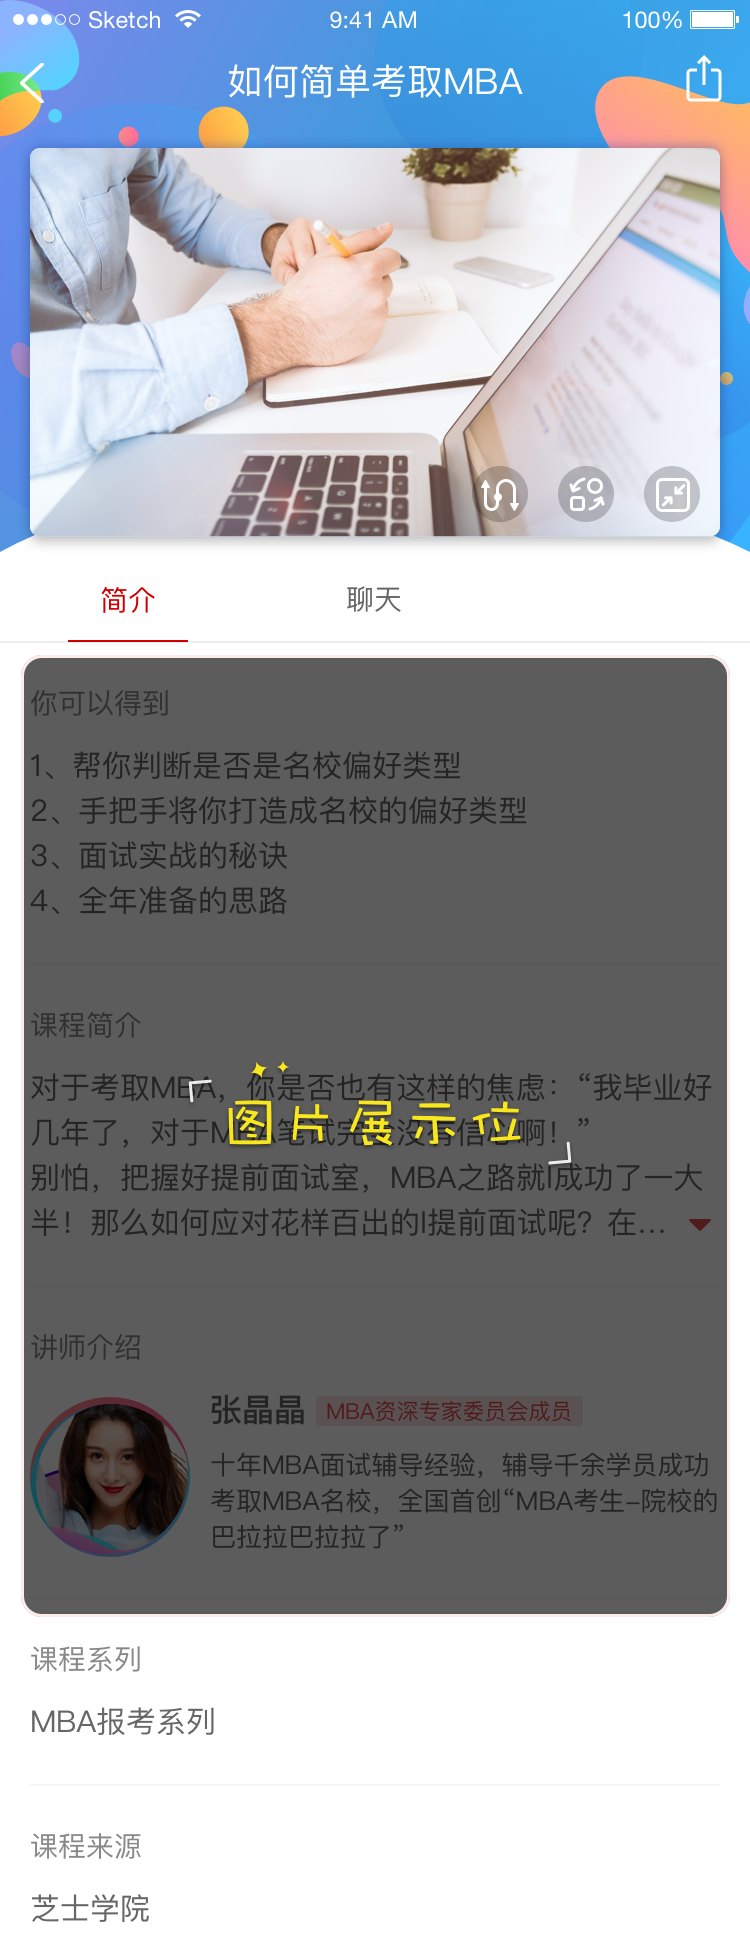 Sketch 9:41 AM 100%
如何简单考取MBA
简介 聊天
你可以得到
1、帮你判断是否是名校偏好类型
2、手把手将你打造成名校的偏好类型
3、面试实战的秘诀
4、全年准备的思路
课程简介
对于考取MBA，你是否也有这样的焦虑：“我毕业好
几年了，对于MBA笔试完全没有信心啊！”
图片展示位
别怕，把握好提前面试室，MBA之路就I成功了一大
半！那么如何应对花样百出的I提前面试呢？在...
讲师介绍
张晶晶 MBA资深专家委员会成员
十年MBA面试辅导经验，辅导千余学员成功
考取MBA名校，全国首创“MBA考生-院校的
巴拉拉巴拉拉了”
课程系列
MBA报考系列
课程来源
芝士学院